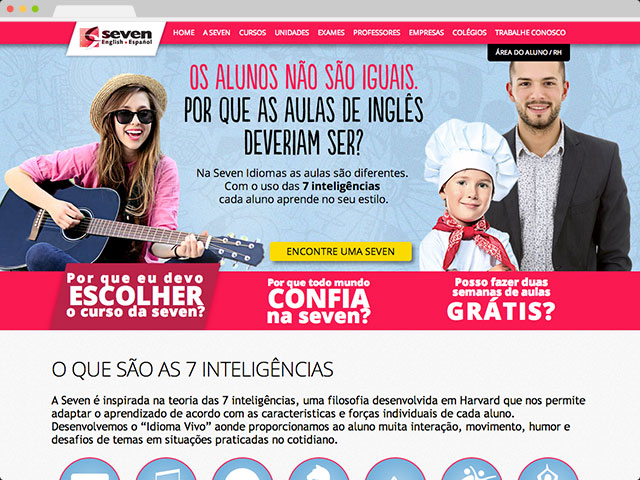 seven
English • Español
HOME A SEVEN CURSOS UNIDADES EXAMES PROFESSORES EMPRESAS COLÉGIOS TRABALHE CONOSCO
ÁREA DO ALUNO / RH
OS ALUNOS NÃO SÃO IGUAIS.
POR QUE AS AULAS DE INGLÊS
DEVERIAM SER?
Na Seven Idiomas as aulas são diferentes.
Com o uso das 7 inteligências
cada aluno aprende no seu estilo.
ENCONTRE UMA SEVEN
Por que eu devo
ESCOLHER
o curso da seven?
Por que todo mundo
CONFIA
na seven?
Posso fazer duas
semanas de aulas
GRÁTIS?
O QUE SÃO AS 7 INTELIGÊNCIAS
A Seven é inspirada na teoria das 7 inteligências, uma filosofia desenvolvida em Harvard que nos permite
adaptar o aprendizado de acordo com as caracteristicas e forças individuais de cada aluno.
Desenvolvemos o “Idioma Vivo” aonde proporcionamos ao aluno muita interação, movimento, humor e
desafios de temas em situações praticadas no cotidiano.